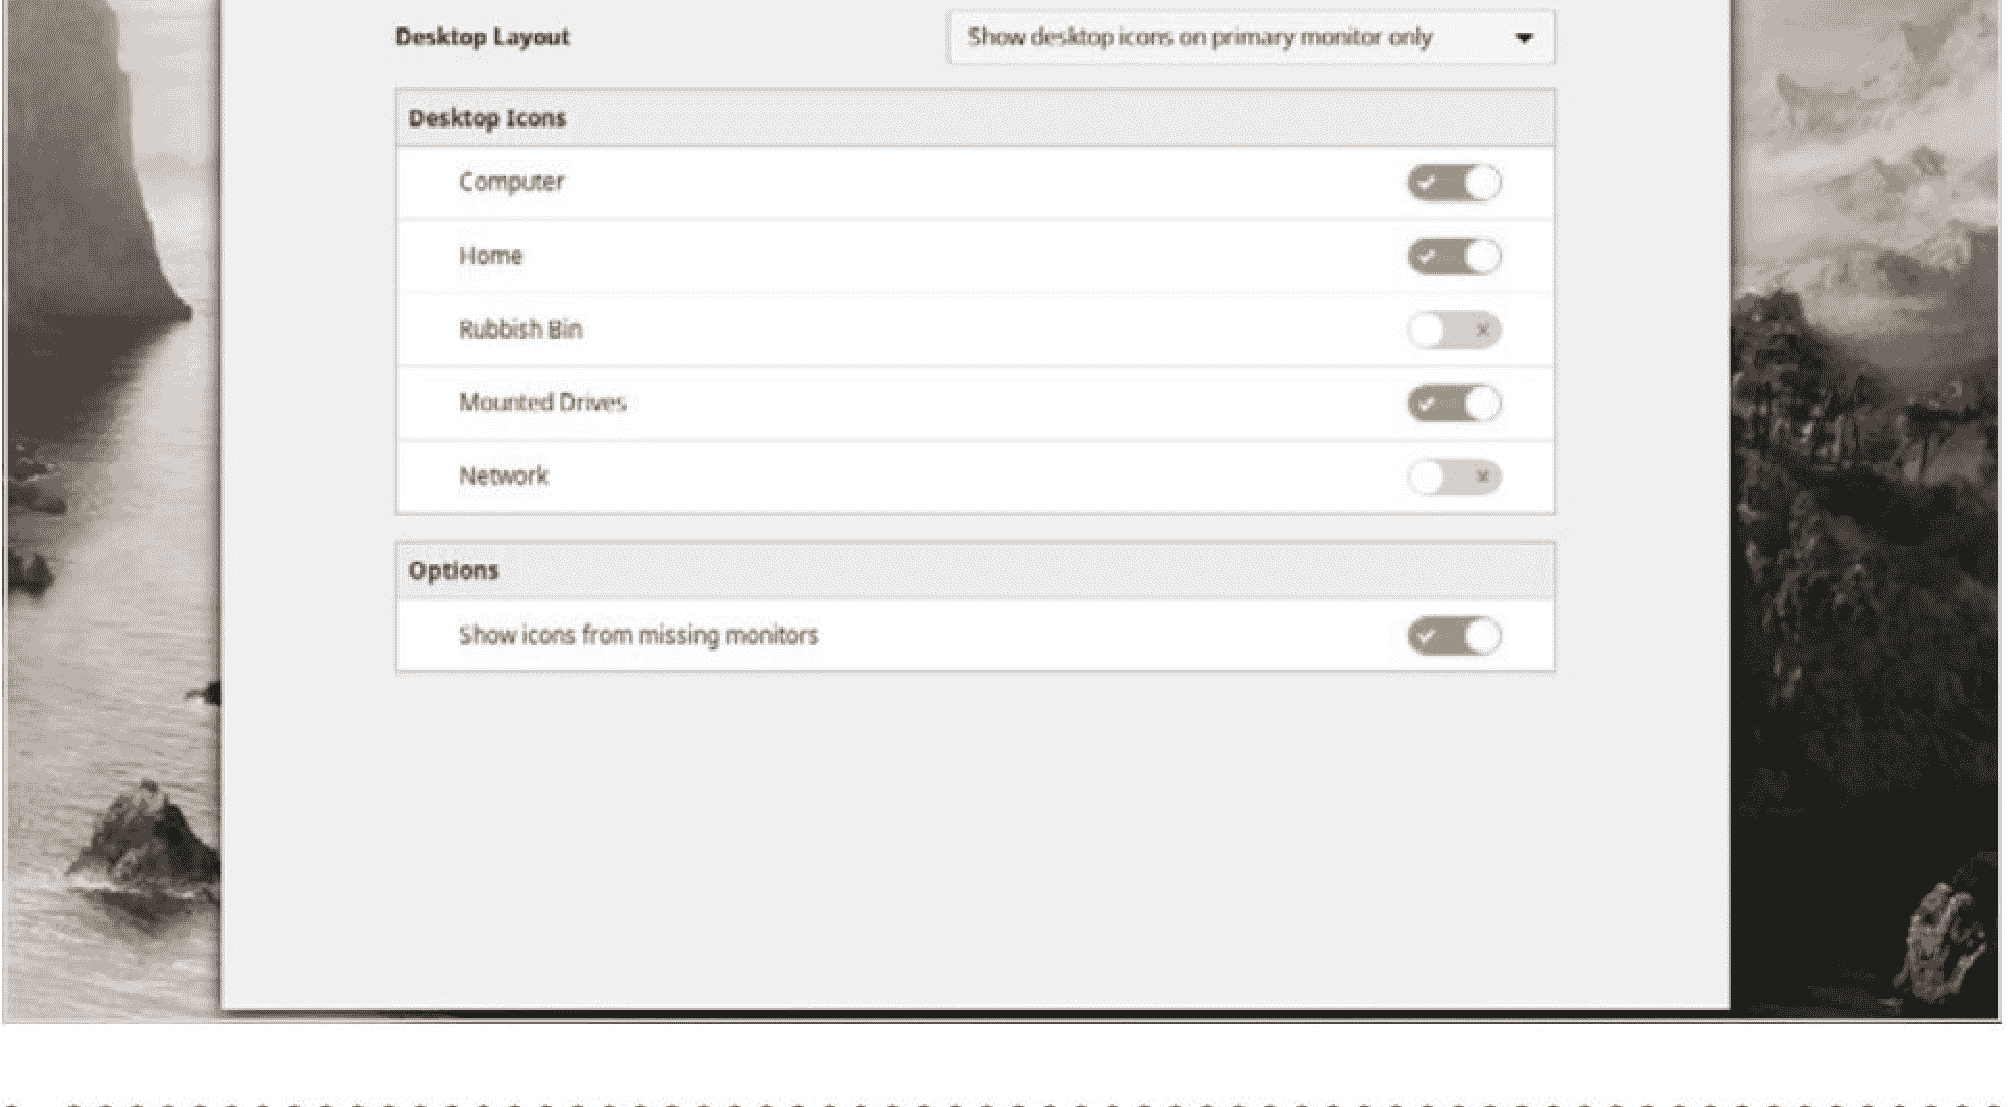 Desktop Layout
Show desktop icons on primary monitor only
Desktop Icons
Computer
Home
Rubbish Bin
Mounted Drives
Network
Options
Show icons from missing monitors